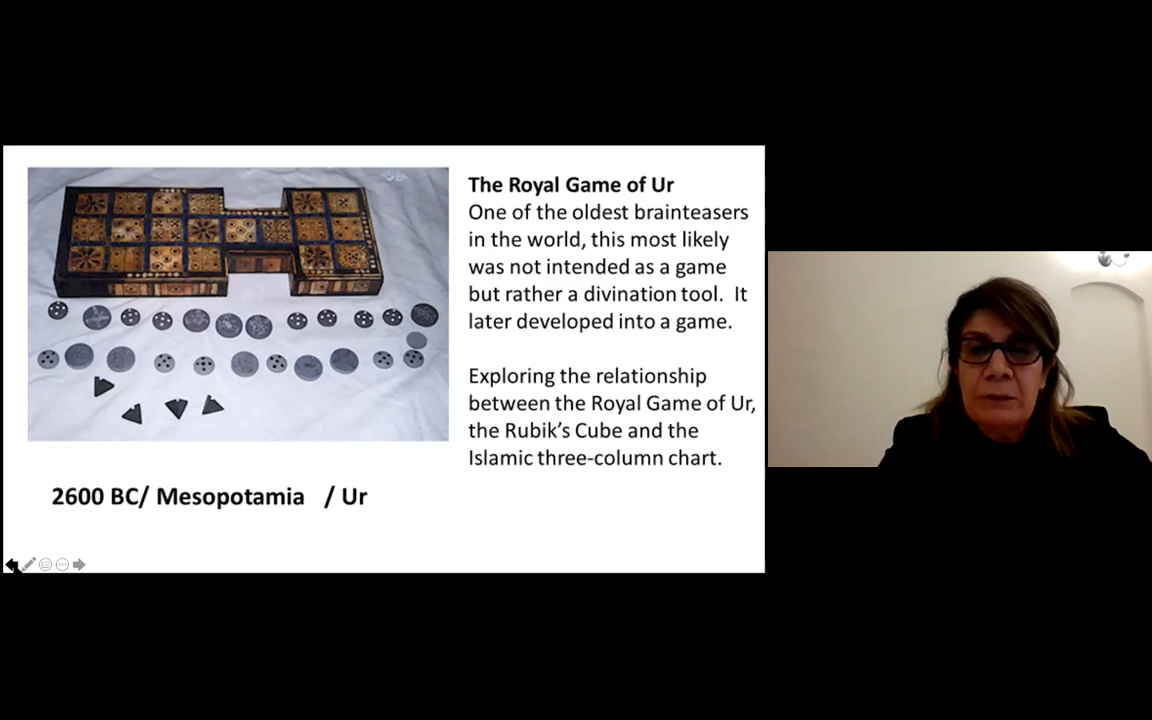 The Royal Game of Ur
One of the oldest brainteasers
in the world, this most likely
was not intended as a game
but rather a divination tool.  It
later developed into a game.
Exploring the relationship
between the Royal Game of Ur,
the Rubik's Cube and the
Islamic three-column chart.
2600 BC/ Mesopotamia   / Ur